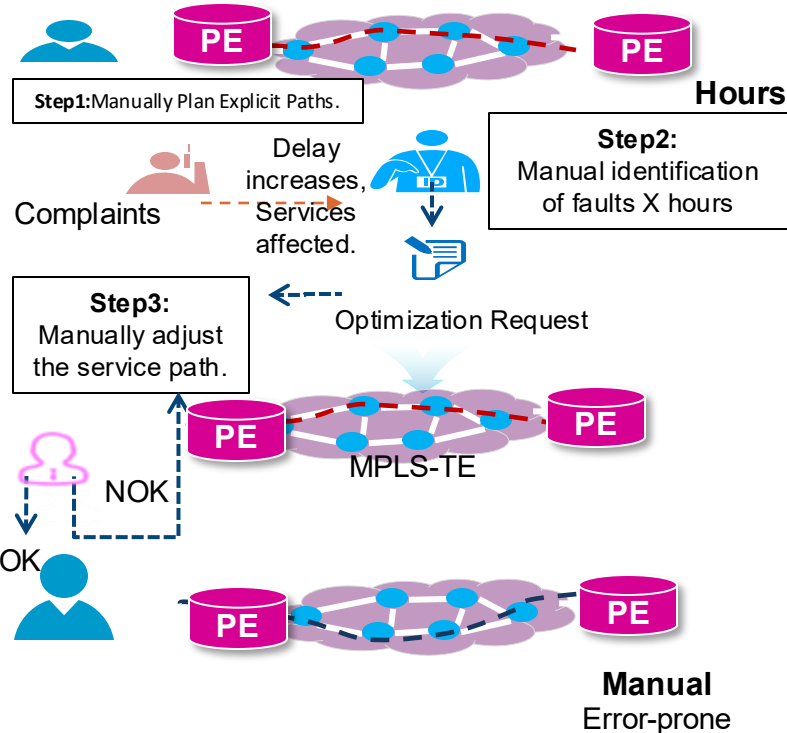 PE
PE
Hours
Step1:Manually Plan Explicit Paths.
Step2:
Manual identification
of faults X hours
Delay
increases,
Services
affected.
Complaints
IP
Step3:
Manually adjust
the service path.
Optimization Request
PE
PE
MPLS-TE
NOK
OK
PE
PE
Manual
Error-prone